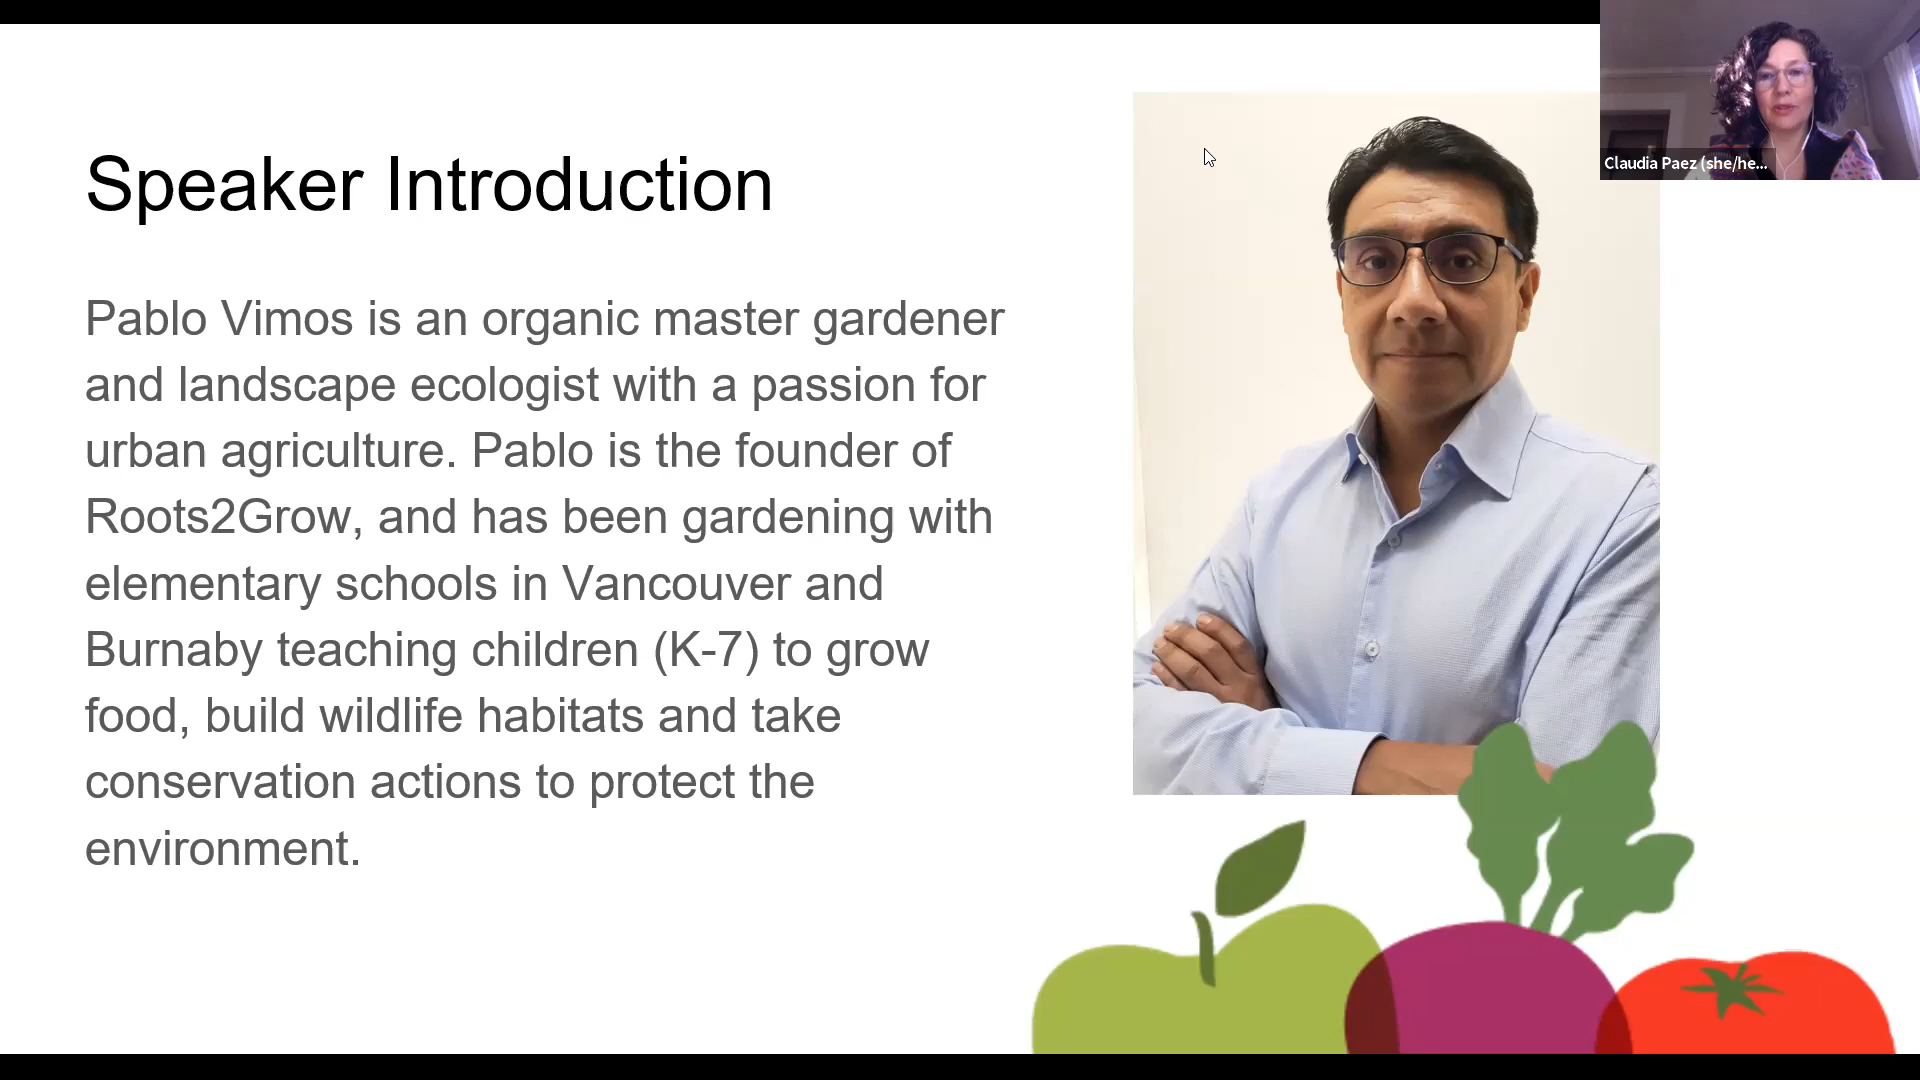 Speaker Introduction
Pablo Vimos is an organic master gardener
and landscape ecologist with a passion for
urban agriculture. Pablo is the founder of
Roots2Grow, and has been gardening with
elementary schools in Vancouver and
Burnaby teaching children (K-7) to grow
food, build wildlife habitats and take
conservation actions to protect the
environment.
Claudia Paez (she/he...